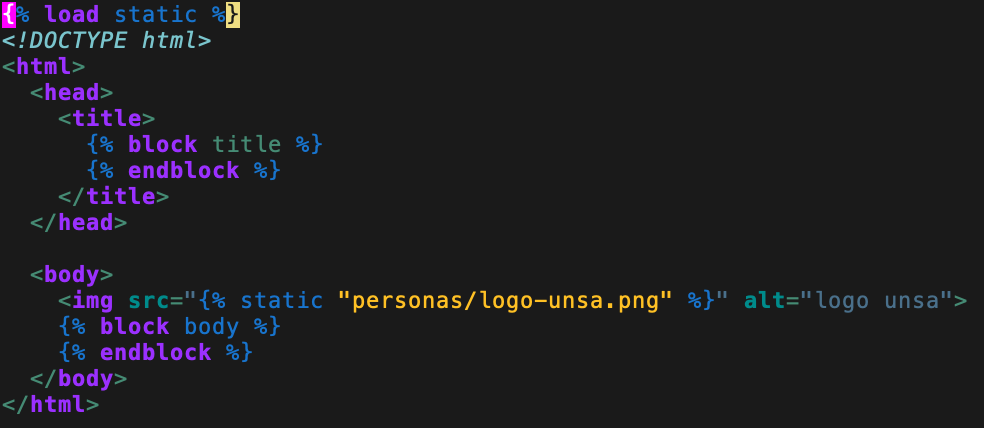 {% load static %}
<!DOCTYPE html>
<html>
  <head>
    <title>
      {% block title %}
      {% endblock %}
    </title>
  </head>

  <body>
    <img src="{% static "personas/logo-unsa.png" %}" alt="logo unsa">
    {% block body %}
    {% endblock %}
  </body>
</html>